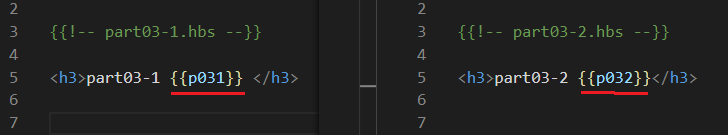 2
3 {{!-- part03-1.hbs --}}
4
5 <h3>part03-1 {{p031}} </h3>
6
7
2
3 {{!-- part03-2.hbs --}}
4
5 <h3>part03-2 {{p032}}</h3>
6
7